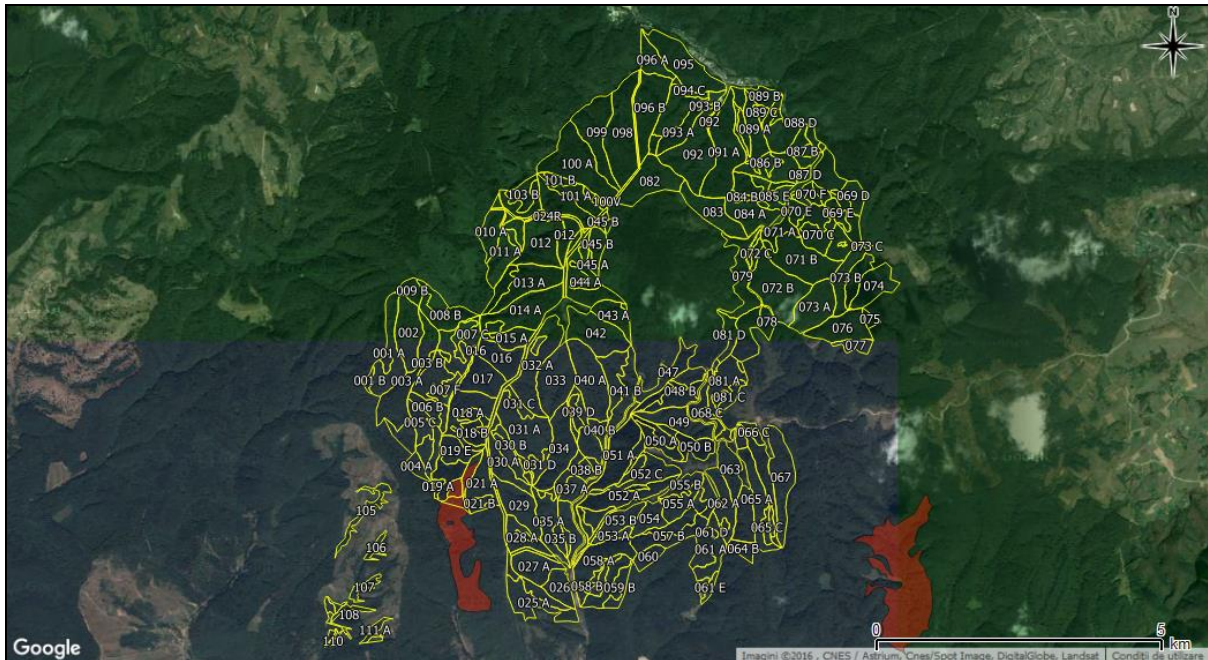 N
096 A 095
094 C
089 B
096 B 093 B
089 C
099 098 093 A 092 089 A 088 D
092 091 A 087 B
100 A 086 B
101 B 082 087 D
103 B 101 A 084 B 085 E 070 F 069 D
100V 083 084 A 070 E 069 E
024R 045 B
010 A 012 012 071 A 070 C
011 A 045 B 072 C 073 C
045 A 071 B
013 A 044 A 079 072 B 073 B 074
009 B
014 A 043 A 073 A
008 B 078 075
002 007 C 015 A 042 081 D 076
016 016 077
001 A 003 B 032 A 047
001 B 003 A 017 033 040 A 081 A
007 F 041 B 048 B
006 B 018 A 031 C 039 D 081 C
005 C 049 068 C
018 B 031 A 040 B 066 C
019 E 030 B 034 050 A 050 B
004 A 030 A 031 D 038 B 051 A 063
019 A 021 A 037 A 052 C 055 B 067
021 B 029 052 A 055 A 062 A 065 A
105 035 A 053 B 054 065 C
028 A 035 B 053 A 057 B 061 D
106 058 A 060 061 A 064 B
027 A
107 026 058 B 059 B 061 E
025 A
108
110 111 A
0 5
km
Google
Imagini ©2016 , CNES / Astrium, Cnes/Spot Image, DigitalGlobe, Landsat Condiții de utilizare